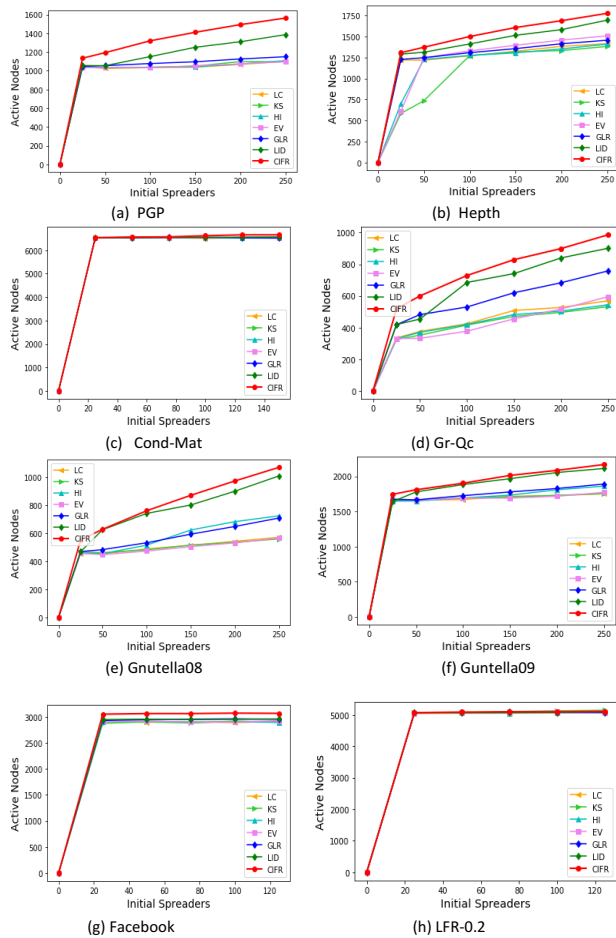 1600
1400
1200
1000
800
600
400
200
0
Active Nodes
0 50 100 150 200 250
Initial Spreaders
LC
KS
HI
EV
GLR
LID
CIFR
(a) PGP
1750
1500
1250
1000
750
500
250
0
Active Nodes
0 50 100 150 200 250
Initial Spreaders
LC
KS
HI
EV
GLR
LID
CIFR
(b) Hepth
6000
5000
4000
3000
2000
1000
0
Active Nodes
0 20 40 60 80 100 120 140
Initial Spreaders
LC
KS
HI
EV
GLR
LID
CIFR
(c) Cond-Mat
1000
800
600
400
200
0
Active Nodes
0 50 100 150 200 250
Initial Spreaders
LC
KS
HI
EV
GLR
LID
CIFR
(d) Gr-Qc
1000
800
600
400
200
0
Active Nodes
0 50 100 150 200 250
Initial Spreaders
LC
KS
HI
EV
GLR
LID
CIFR
(e) Gnutella08
2000
1500
1000
500
0
Active Nodes
0 50 100 150 200 250
Initial Spreaders
LC
KS
HI
EV
GLR
LID
CIFR
(f) Guntella09
3000
2500
2000
1500
1000
500
0
Active Nodes
0 20 40 60 80 100 120
Initial Spreaders
LC
KS
HI
EV
GLR
LID
CIFR
(g) Facebook
5000
4000
3000
2000
1000
0
Active Nodes
0 20 40 60 80 100 120
Initial Spreaders
LC
KS
HI
EV
GLR
LID
CIFR
(h) LFR-0.2